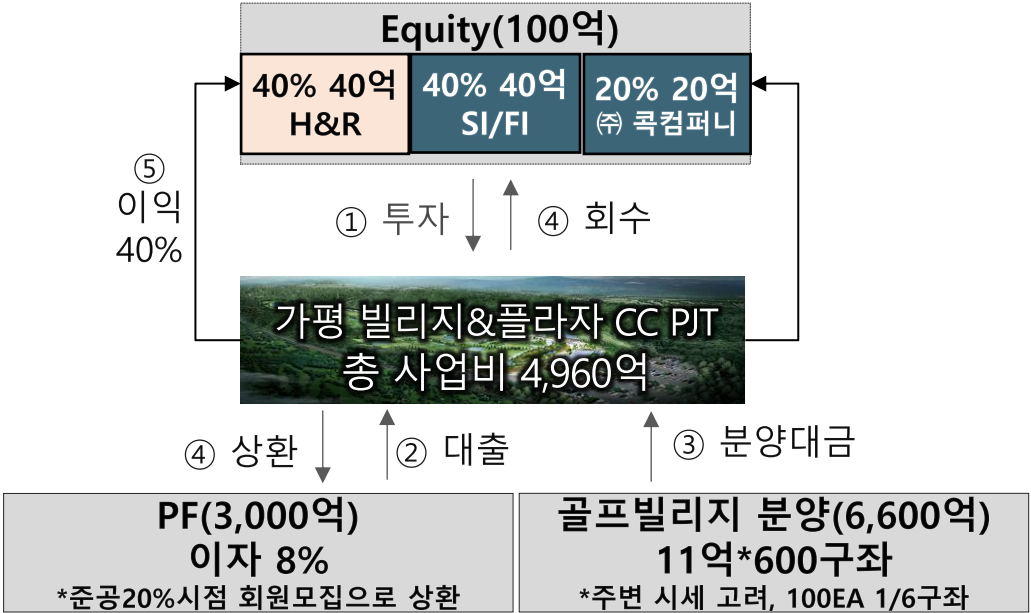 Equity(100억)
40% 40억
H&R
40% 40억
SI/FI
20% 20억
㈜ 콕컴퍼니
⑤
이익
40%
① 투자
④ 회수
가평 빌리지&플라자 CC PJT
총 사업비 4,960억
④ 상환
② 대출
③ 분양대금
PF(3,000억)
이자 8%
*준공20%시점 회원모집으로 상환
골프빌리지 분양(6,600억)
11억*600구좌
*주변 시세 고려, 100EA 1/6구좌